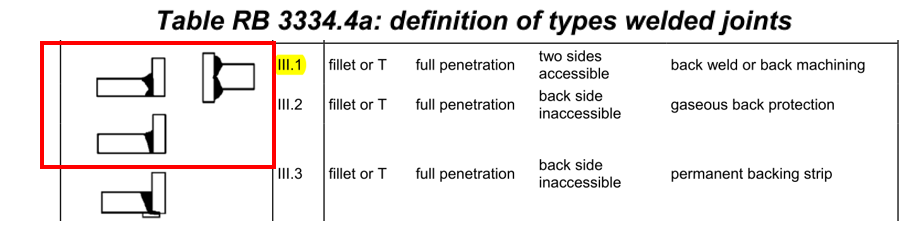 Table RB 3334.4a: definition of types welded joints
III.1 fillet or T full penetration two sides accessible back weld or back machining
III.2 fillet or T full penetration back side inaccessible gaseous back protection
III.3 fillet or T full penetration back side inaccessible permanent backing strip